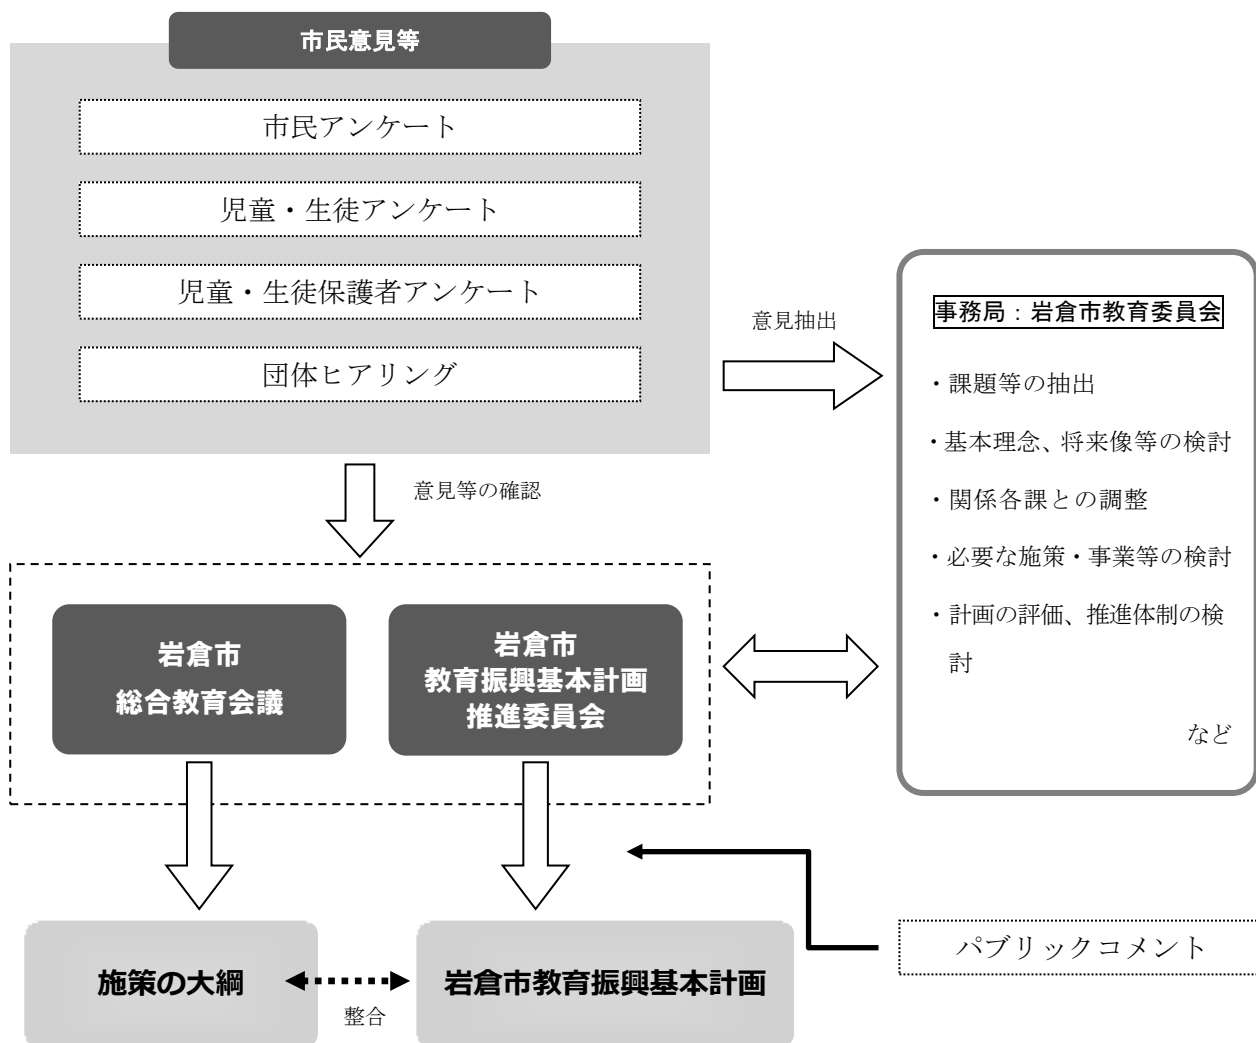 市民意見等
市民アンケート
児童・生徒アンケート
児童・生徒保護者アンケート
団体ヒアリング
意見抽出
事務局：岩倉市教育委員会
・課題等の抽出
・基本理念、将来像等の検討
・関係各課との調整
・必要な施策・事業等の検討
・計画の評価、推進体制の検
討
など
意見等の確認
岩倉市
総合教育会議
岩倉市
教育振興基本計画
推進委員会
パブリックコメント
施策の大綱
整合
岩倉市教育振興基本計画